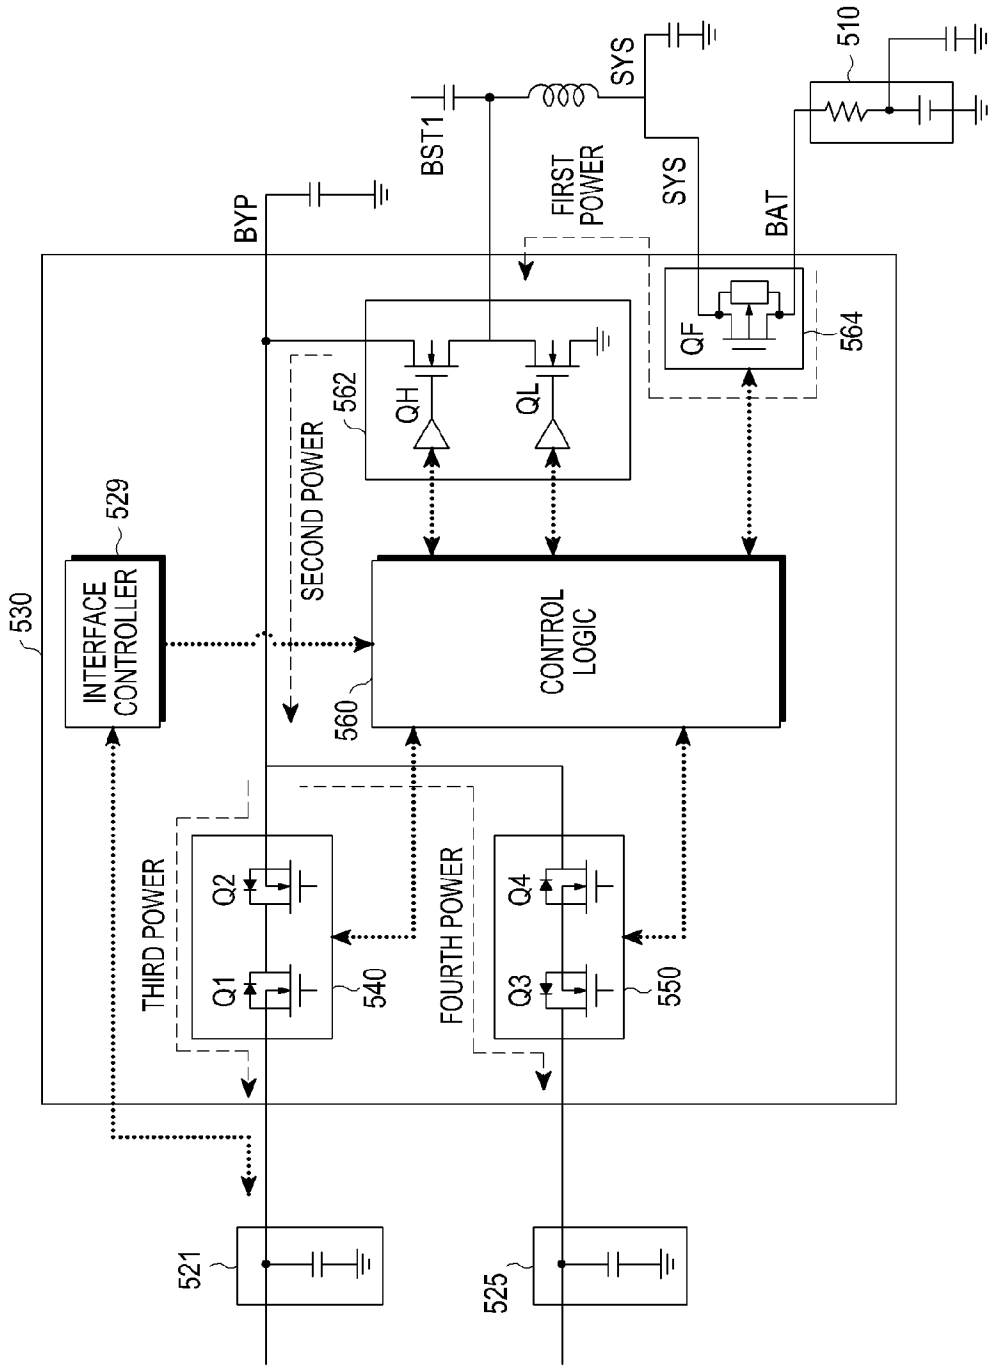 530
INTERFACE
CONTROLLER
529
521
THIRD POWER
Q1
Q2
540
SECOND POWER
BYP
562
QH
QL
BST1
FIRST
POWER
SYS
SYS
510
BAT
QF
564
560
CONTROL
LOGIC
FOURTH POWER
Q3
Q4
550
525